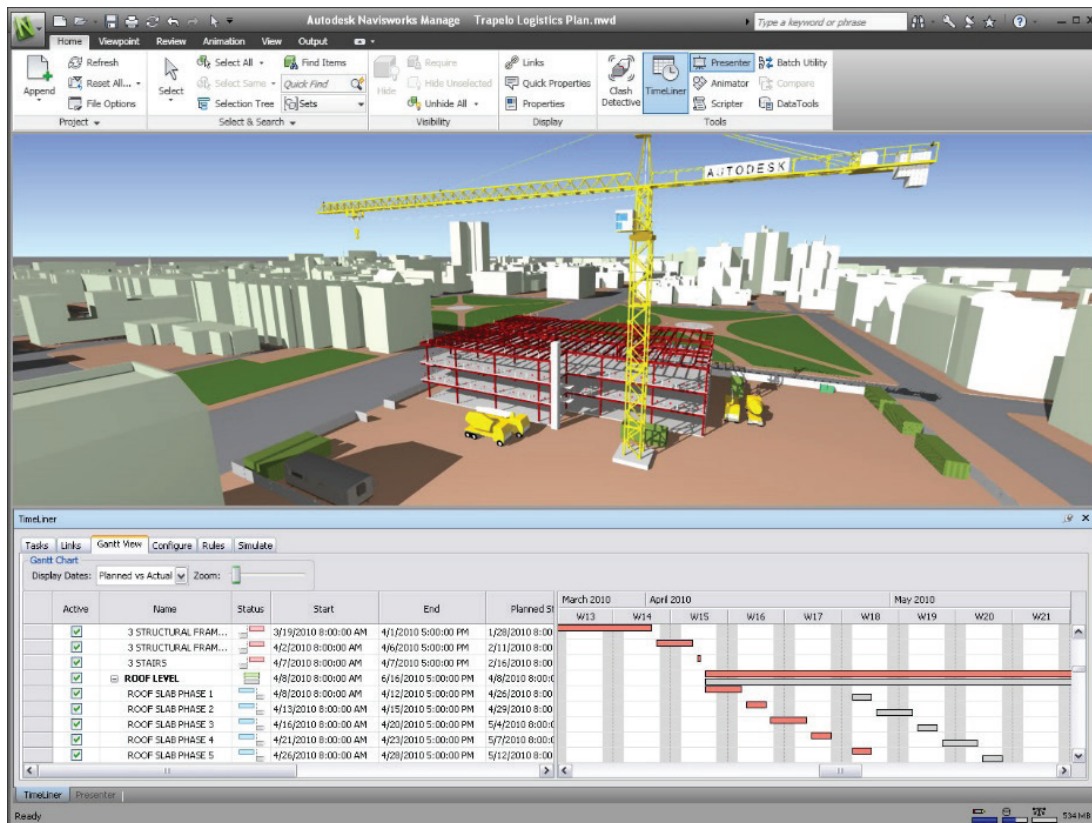 Autodesk Navisworks Manage Trapelo Logistics Plan.nwd
Type a keyword or phrase
Home Viewpoint Review Animation View Output
Append
Refresh
Reset All...
File Options
Project
Select
Select All
Select Same
Selection Tree
Find Items
Quick Find
Sets
Select & Search
Hide
Require
Hide Unselected
Unhide All
Visibility
Links
Quick Properties
Properties
Display
Clash Detective
TimeLiner
Presenter
Animator
Scripter
Batch Utility
Compare
DataTools
Tools
AUTODESK
TimeLiner
Tasks Links Gantt View Configure Rules Simulate
Gantt Chart
Display Dates: Planned vs Actual Zoom:
Active Name Status Start End Planned St
March 2010 April 2010 May 2010
W13 W14 W15 W16 W17 W18 W19 W20 W21
3 STRUCTURAL FRAM... 3/19/2010 8:00:00 AM 4/1/2010 5:00:00 PM 1/28/2010 8:00
3 STRUCTURAL FRAM... 4/2/2010 8:00:00 AM 4/6/2010 5:00:00 PM 2/11/2010 8:00
3 STAIRS 4/7/2010 8:00:00 AM 4/7/2010 5:00:00 PM 2/16/2010 8:00
ROOF LEVEL 4/8/2010 8:00:00 AM 6/16/2010 5:00:00 PM 4/8/2010 8:00:0
ROOF SLAB PHASE 1 4/8/2010 8:00:00 AM 4/12/2010 5:00:00 PM 4/26/2010 8:00
ROOF SLAB PHASE 2 4/13/2010 8:00:00 AM 4/15/2010 5:00:00 PM 4/29/2010 8:00
ROOF SLAB PHASE 3 4/16/2010 8:00:00 AM 4/20/2010 5:00:00 PM 5/4/2010 8:00:0
ROOF SLAB PHASE 4 4/21/2010 8:00:00 AM 4/23/2010 5:00:00 PM 5/7/2010 8:00:0
ROOF SLAB PHASE 5 4/26/2010 8:00:00 AM 4/28/2010 5:00:00 PM 5/12/2010 8:00
TimeLiner Presenter
Ready
534 MB